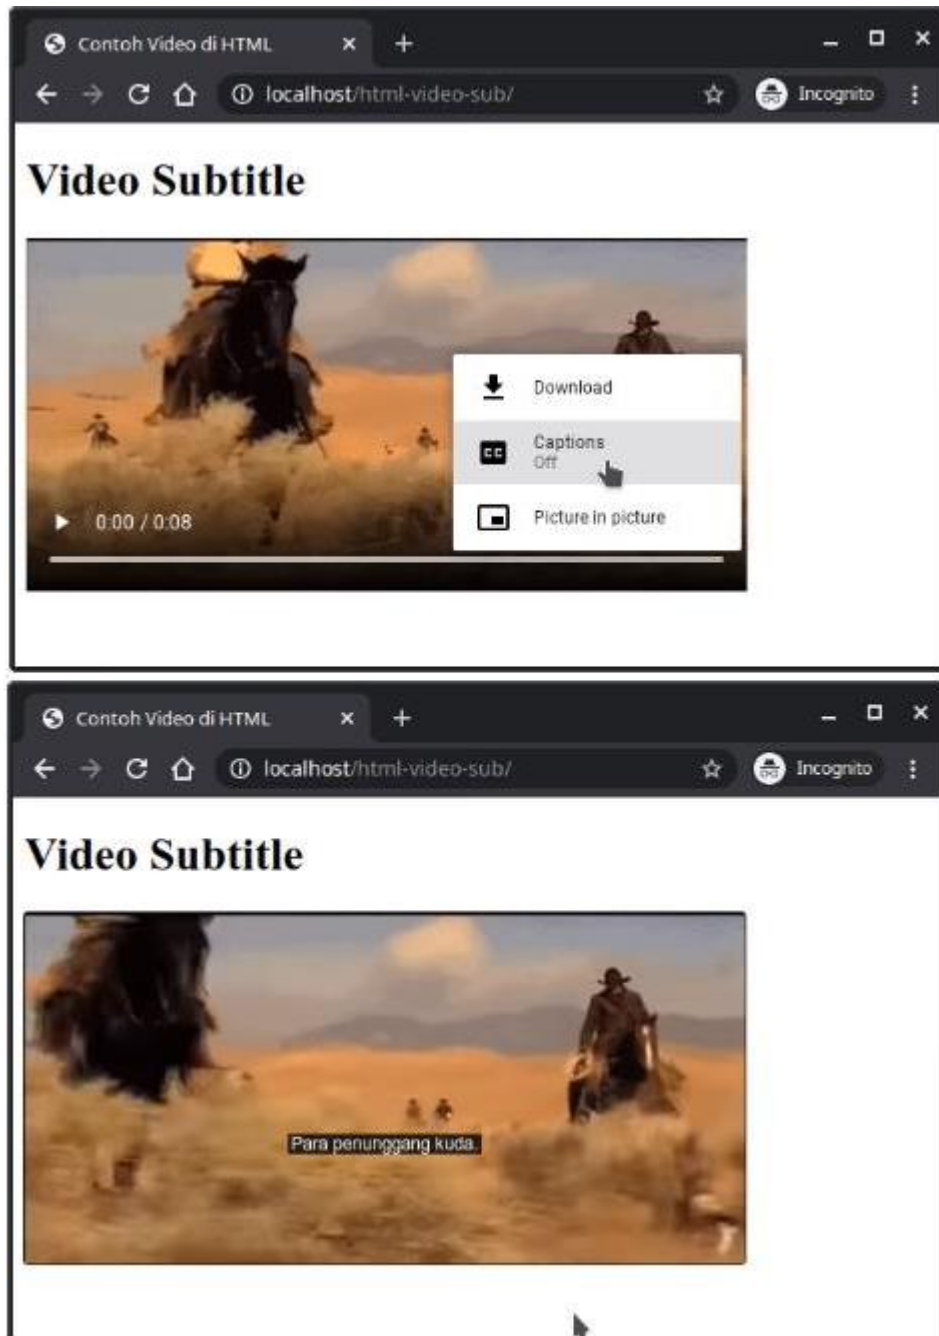 Contoh Video di HTML
localhost/html-video-sub/
Incognito
Video Subtitle
Download
Captions
Off
Picture in picture
0:00 / 0:08
Contoh Video di HTML
localhost/html-video-sub/
Incognito
Video Subtitle
Para penunggang kuda.